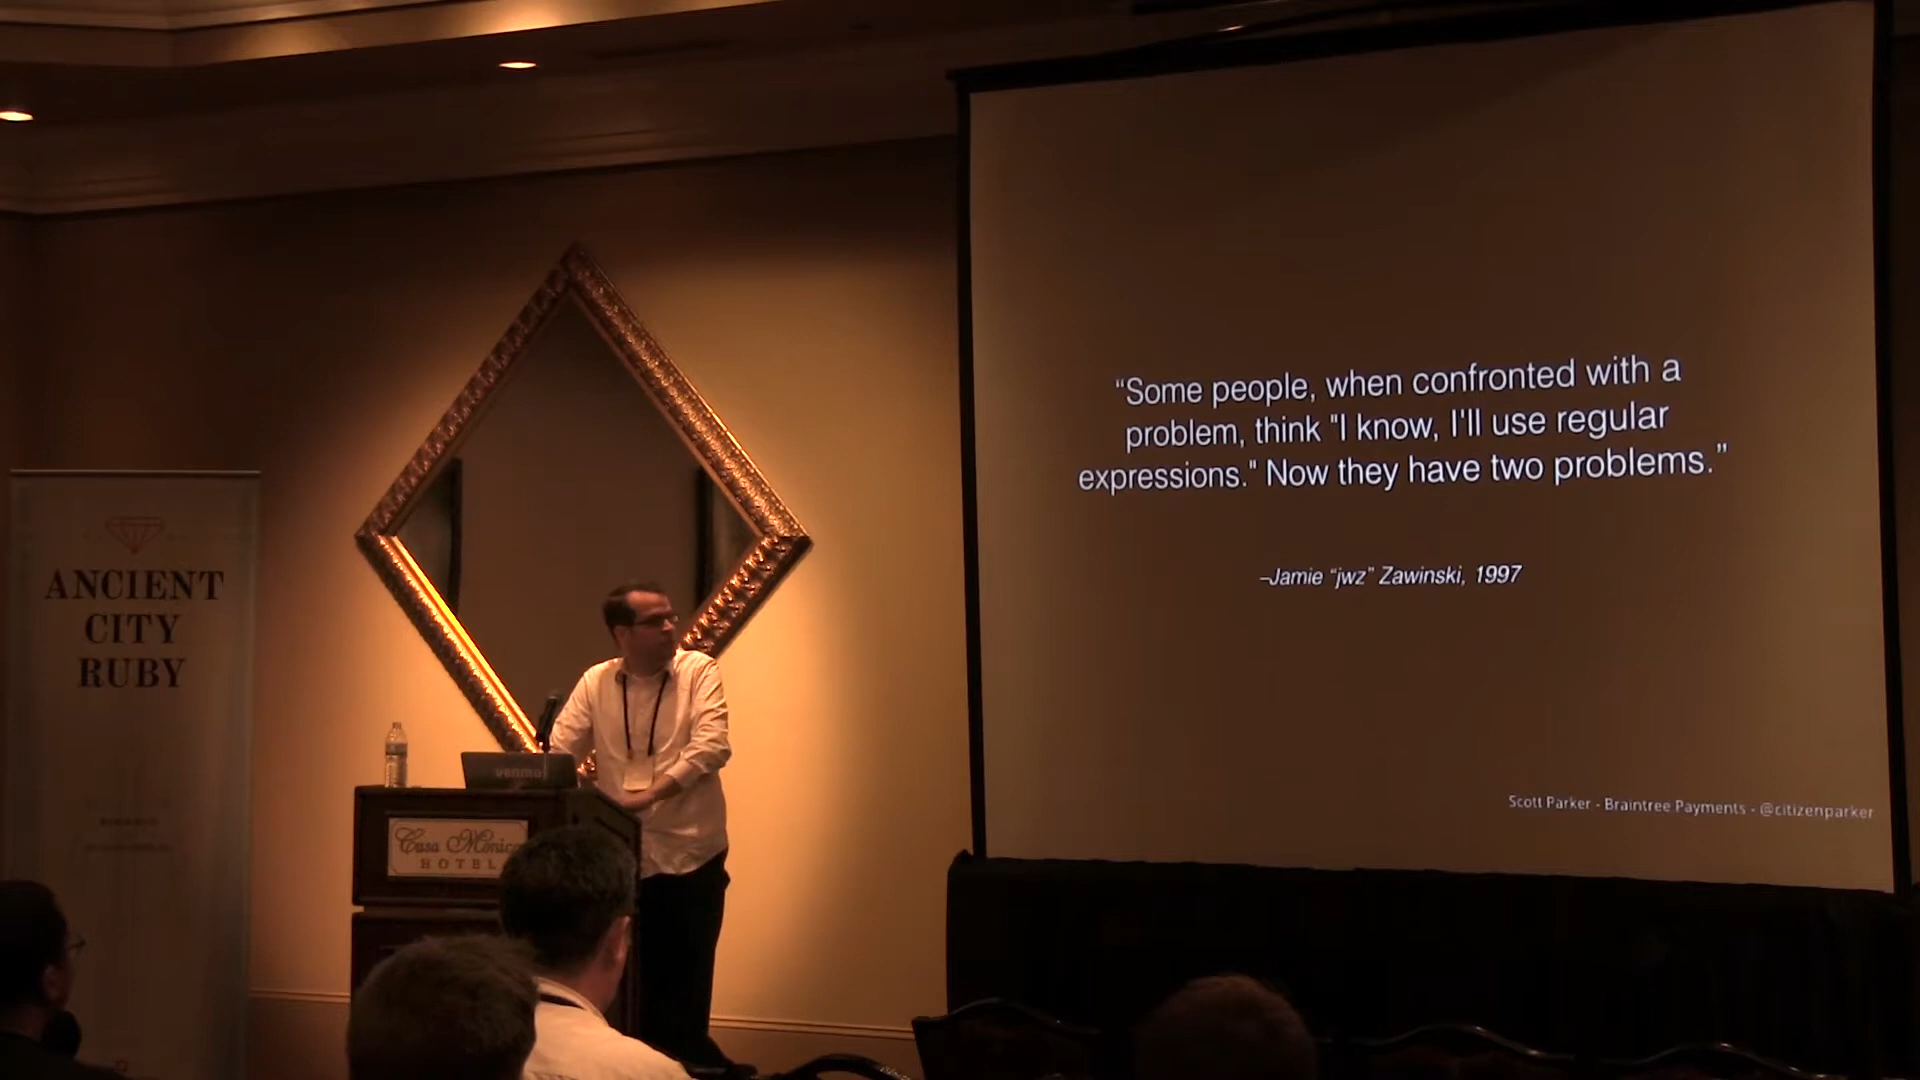 “Some people, when confronted with a
problem, think "I know, I'll use regular
expressions." Now they have two problems.”
–Jamie “jwz” Zawinski, 1997
Scott Parker - Braintree Payments - @citizenparker
ANCIENT
CITY
RUBY
venmo
Casa Monica
HOTEL